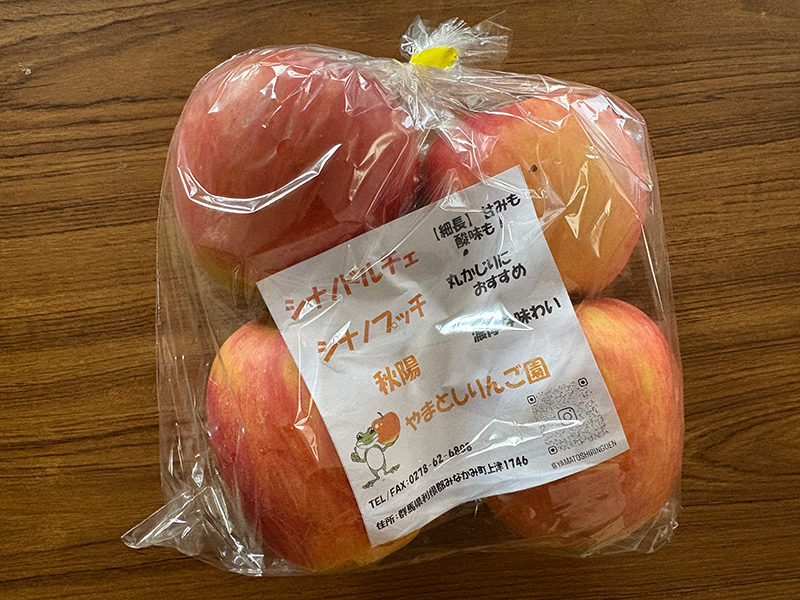 シナノドルチェ
【細長】 甘みも
酸味も！
シナノプッチ
丸かじりに
おすすめ
秋陽
味わい
やまとしりんご園
TEL/FAX:0278-62-6808
住所:群馬県利根郡みなかみ町上津1746
@YAMATOSHIRINGUEN